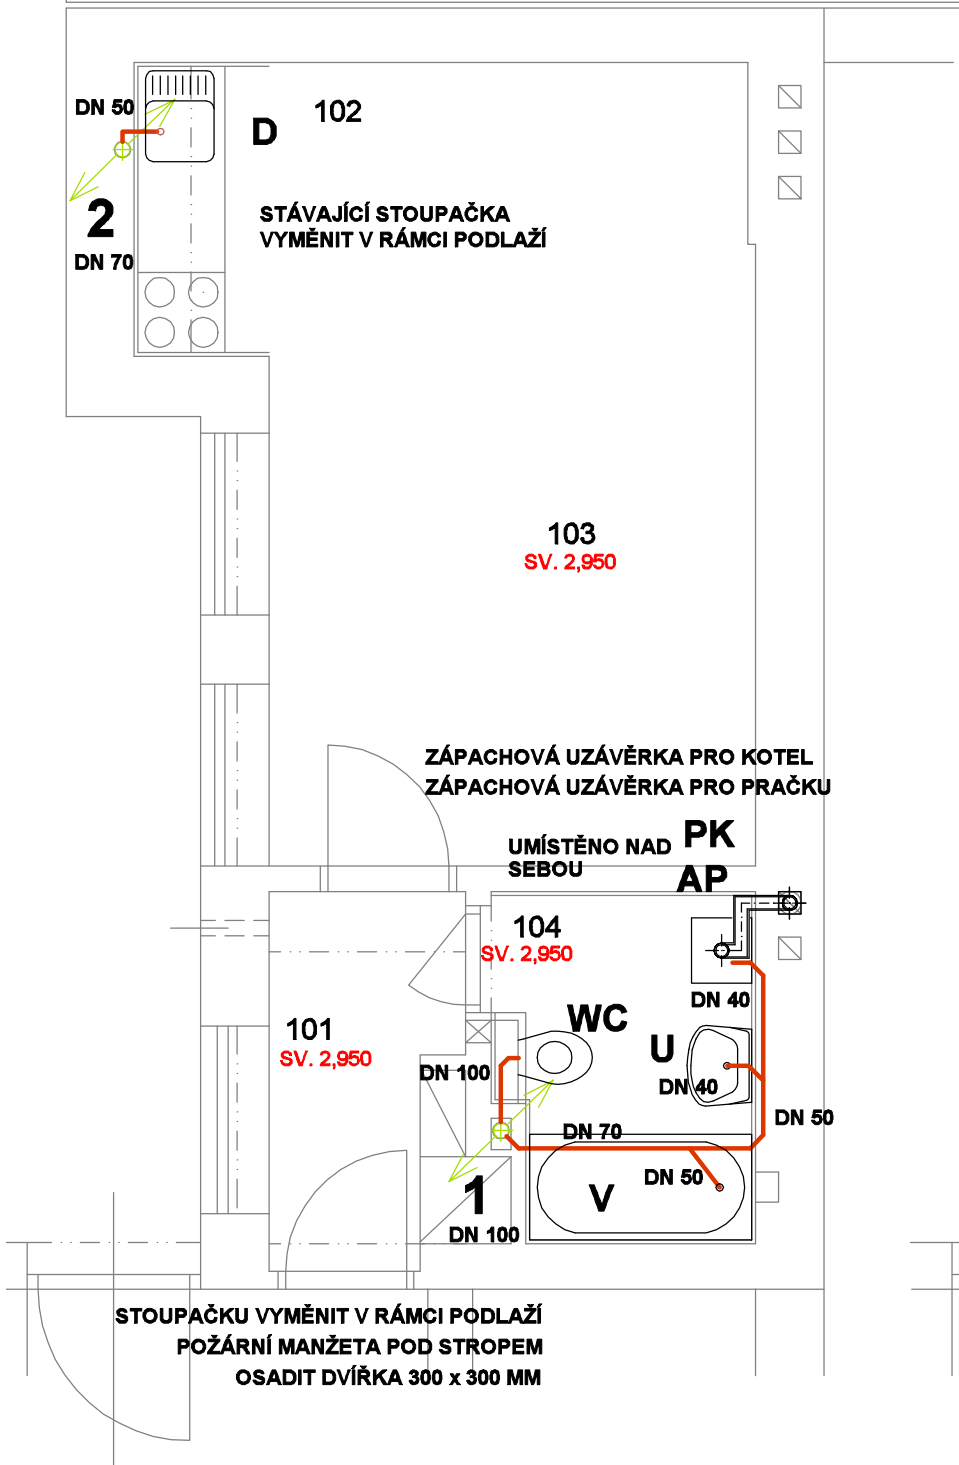 DN 50
102
D
2
STÁVAJÍCÍ STOUPAČKA
VYMĚNIT V RÁMCI PODLAŽÍ
DN 70
103
SV. 2,950
ZÁPACHOVÁ UZÁVĚRKA PRO KOTEL
ZÁPACHOVÁ UZÁVĚRKA PRO PRAČKU
PK
UMÍSTĚNO NAD
SEBOU
AP
104
SV. 2,950
DN 40
WC
101
SV. 2,950
U
DN 100
DN 40
DN 50
DN 70
DN 50
V
1
DN 100
STOUPAČKU VYMĚNIT V RÁMCI PODLAŽÍ
POŽÁRNÍ MANŽETA POD STROPEM
OSADIT DVÍŘKA 300 x 300 MM